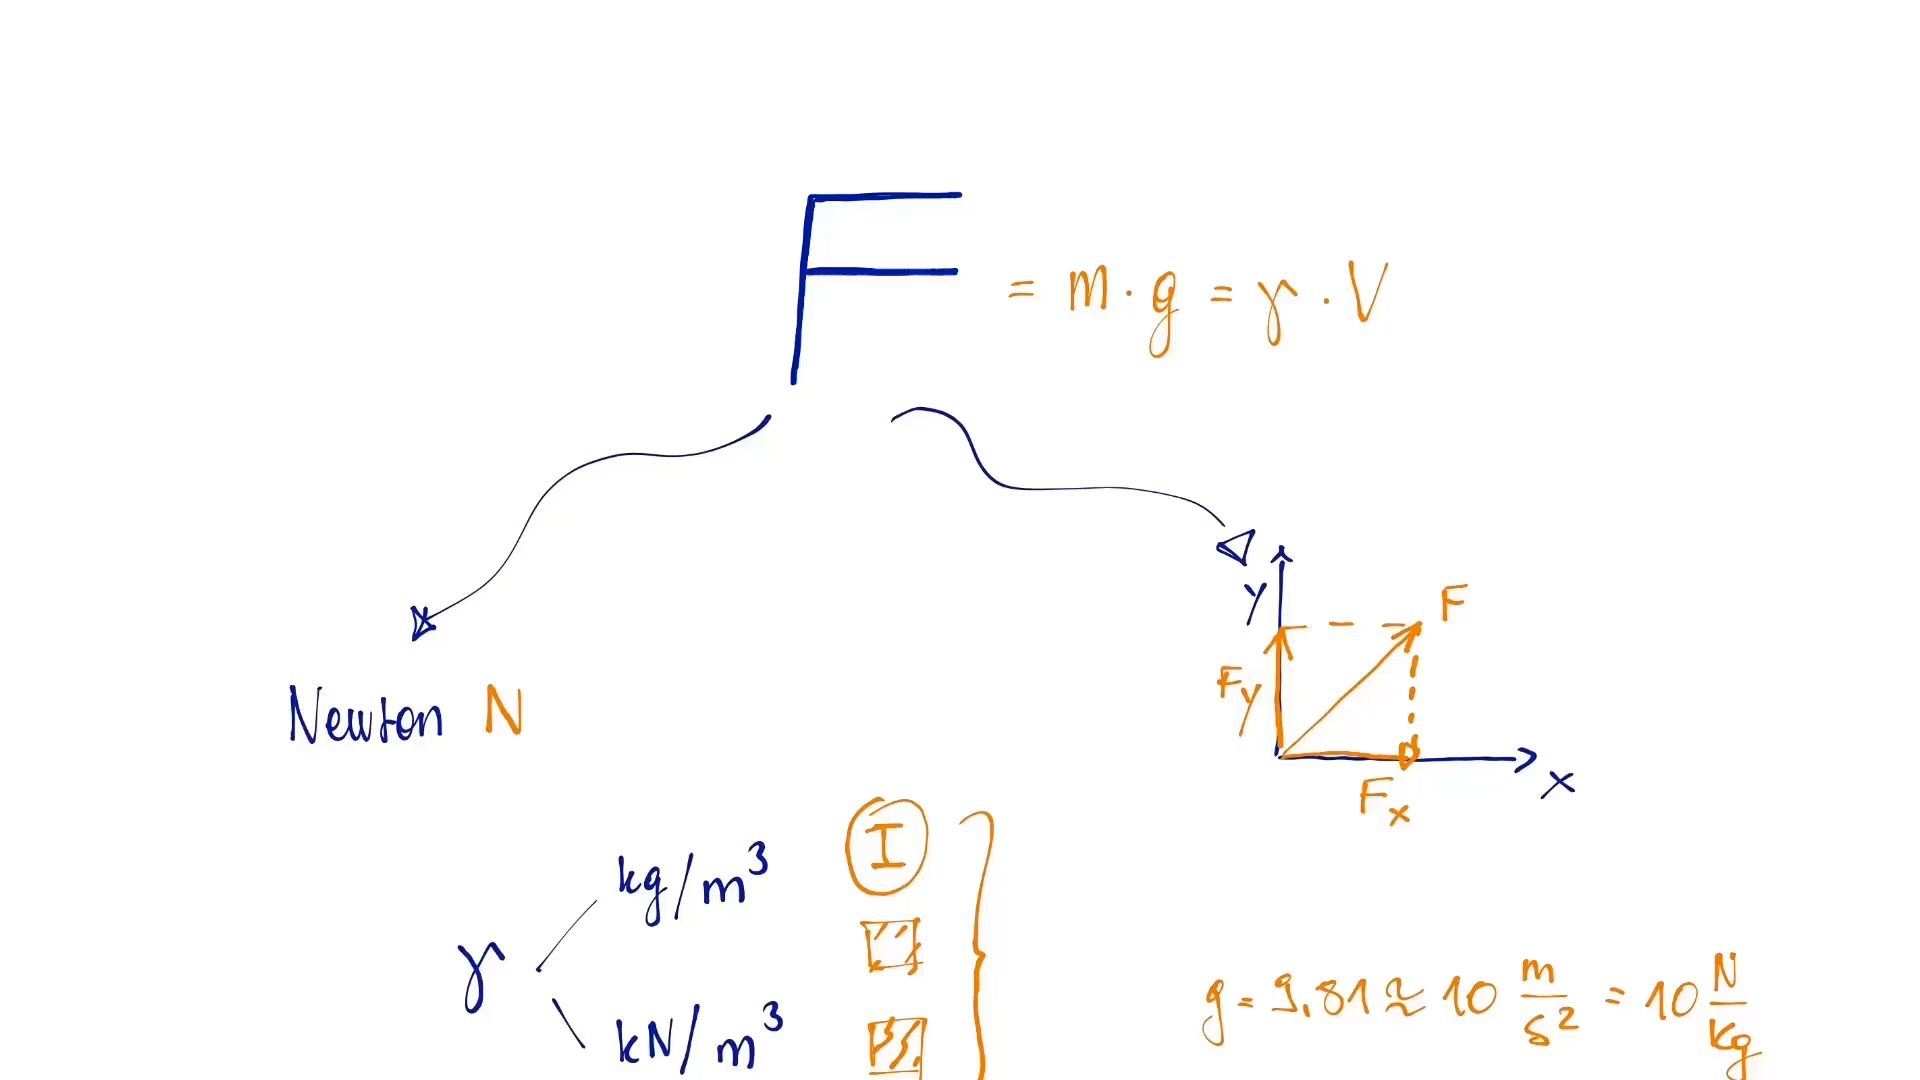 F = m · g = γ · V
Y
F
Fy
Newton N
x
Fx
I
kg/m³
γ
g = 9,81 ≈ 10 m/s² = 10 N/kg
kN/m³